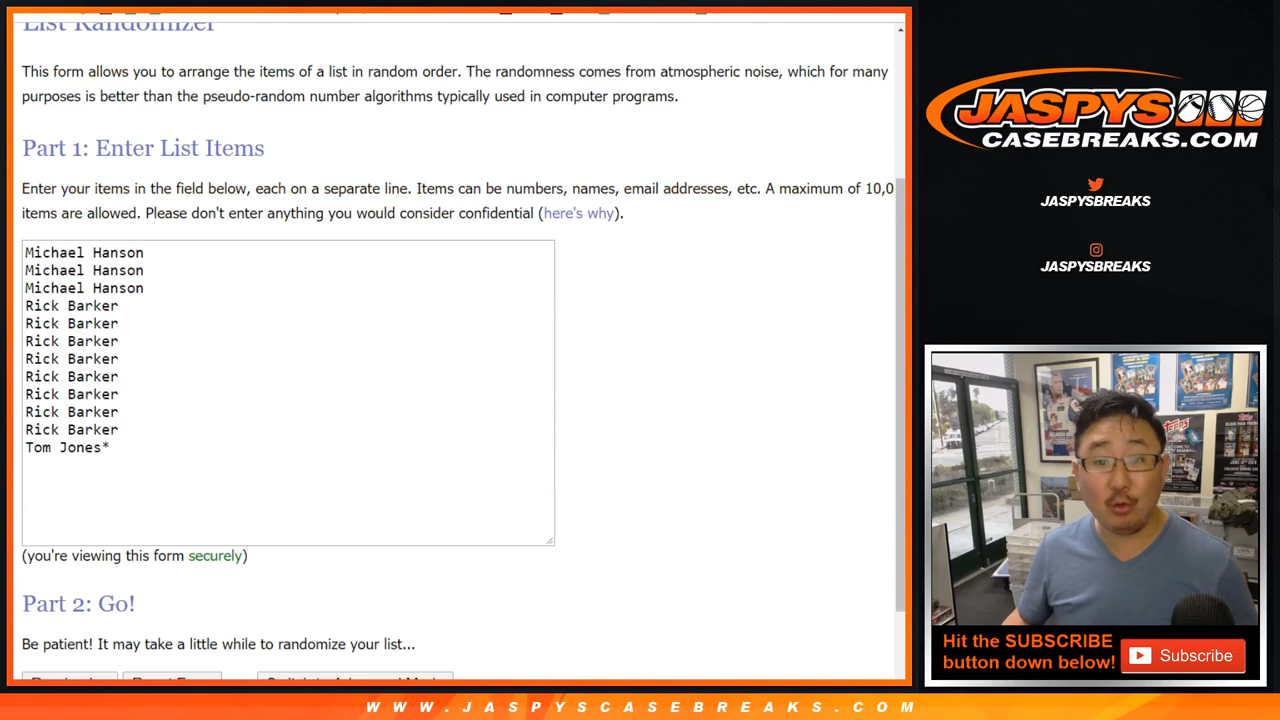 List Randomizer
This form allows you to arrange the items of a list in random order. The randomness comes from atmospheric noise, which for many
purposes is better than the pseudo-random number algorithms typically used in computer programs.
Part 1: Enter List Items
Enter your items in the field below, each on a separate line. Items can be numbers, names, email addresses, etc. A maximum of 10,0
items are allowed. Please don't enter anything you would consider confidential (here's why).
Michael Hanson
Michael Hanson
Michael Hanson
Rick Barker
Rick Barker
Rick Barker
Rick Barker
Rick Barker
Rick Barker
Rick Barker
Rick Barker
Tom Jones*
(you're viewing this form securely)
Part 2: Go!
Be patient! It may take a little while to randomize your list...
JASPYS
CASEBREAKS.COM
JASPYSBREAKS
JASPYSBREAKS
TOPPS
Hit the SUBSCRIBE
button down below!
Subscribe
WWW.JASPYSCASEBREAKS.COM